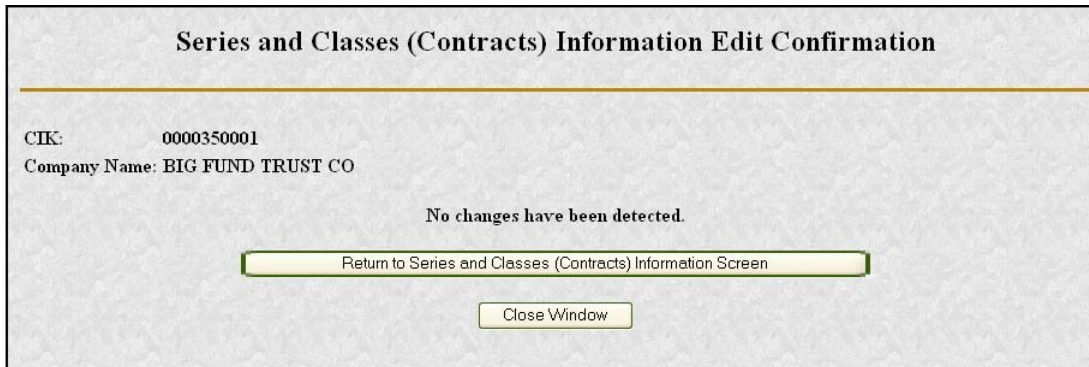 Series and Classes (Contracts) Information Edit Confirmation
CIK: 0000350001
Company Name: BIG FUND TRUST CO
No changes have been detected.
Return to Series and Classes (Contracts) Information Screen
Close Window